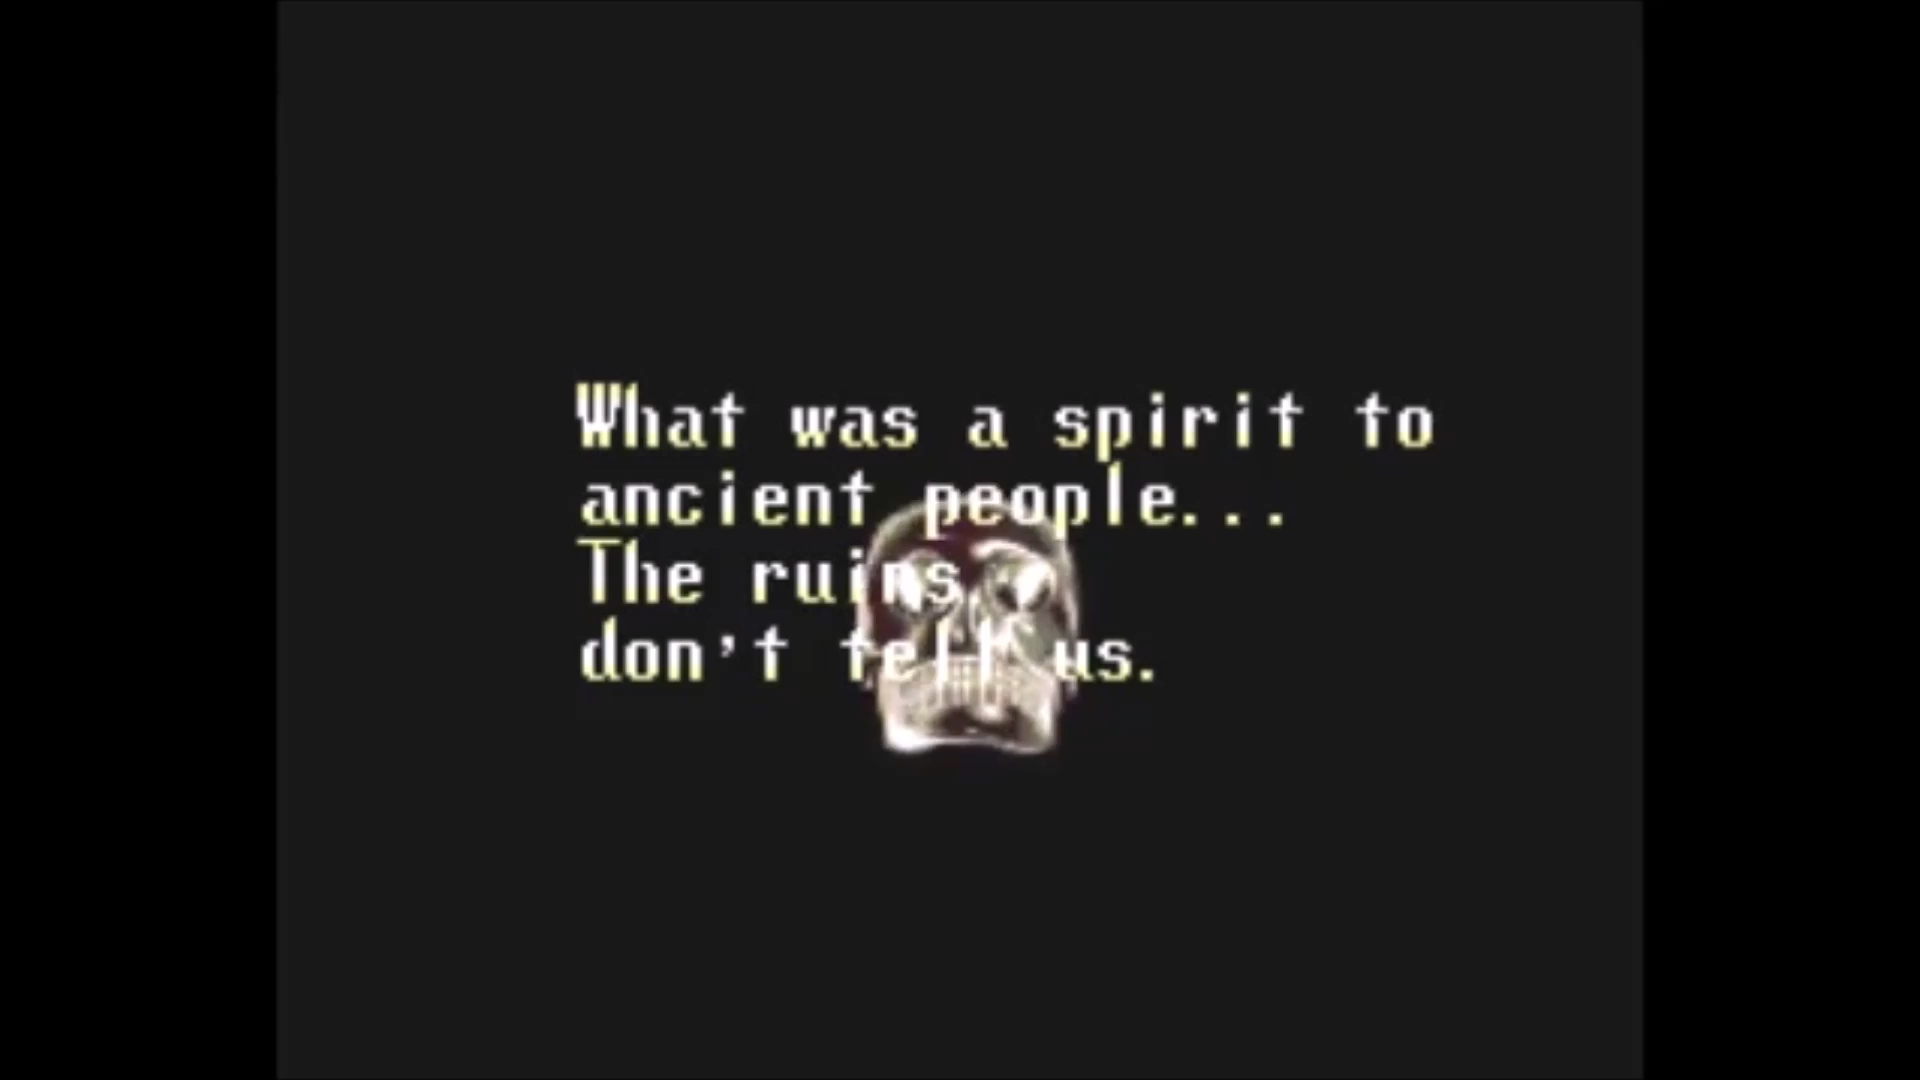 What was a spirit to
ancient people...
The ruins
don't tell us.